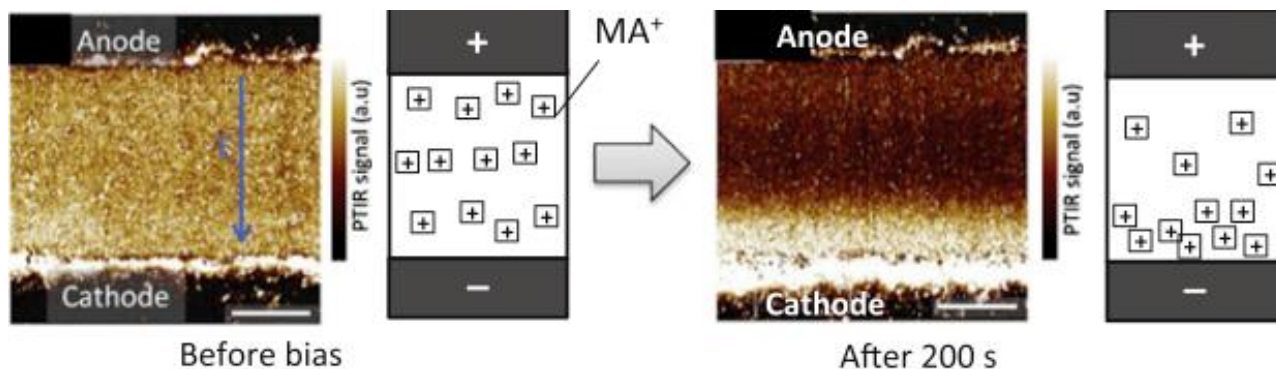 Anode
Cathode
PTIR signal (a.u)
+
−
MA⁺
Anode
Cathode
PTIR signal (a.u)
+
−
Before bias
After 200 s